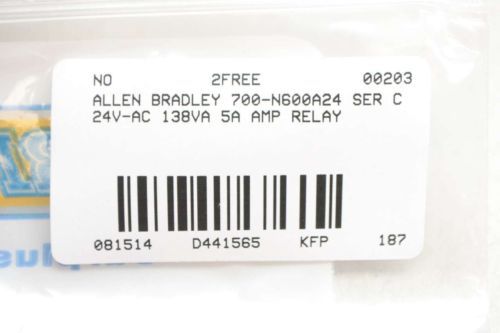 NO 2FREE 00203
ALLEN BRADLEY 700-N600A24 SER C
24V-AC 138VA 5A AMP RELAY
081514 D441565 KFP 187